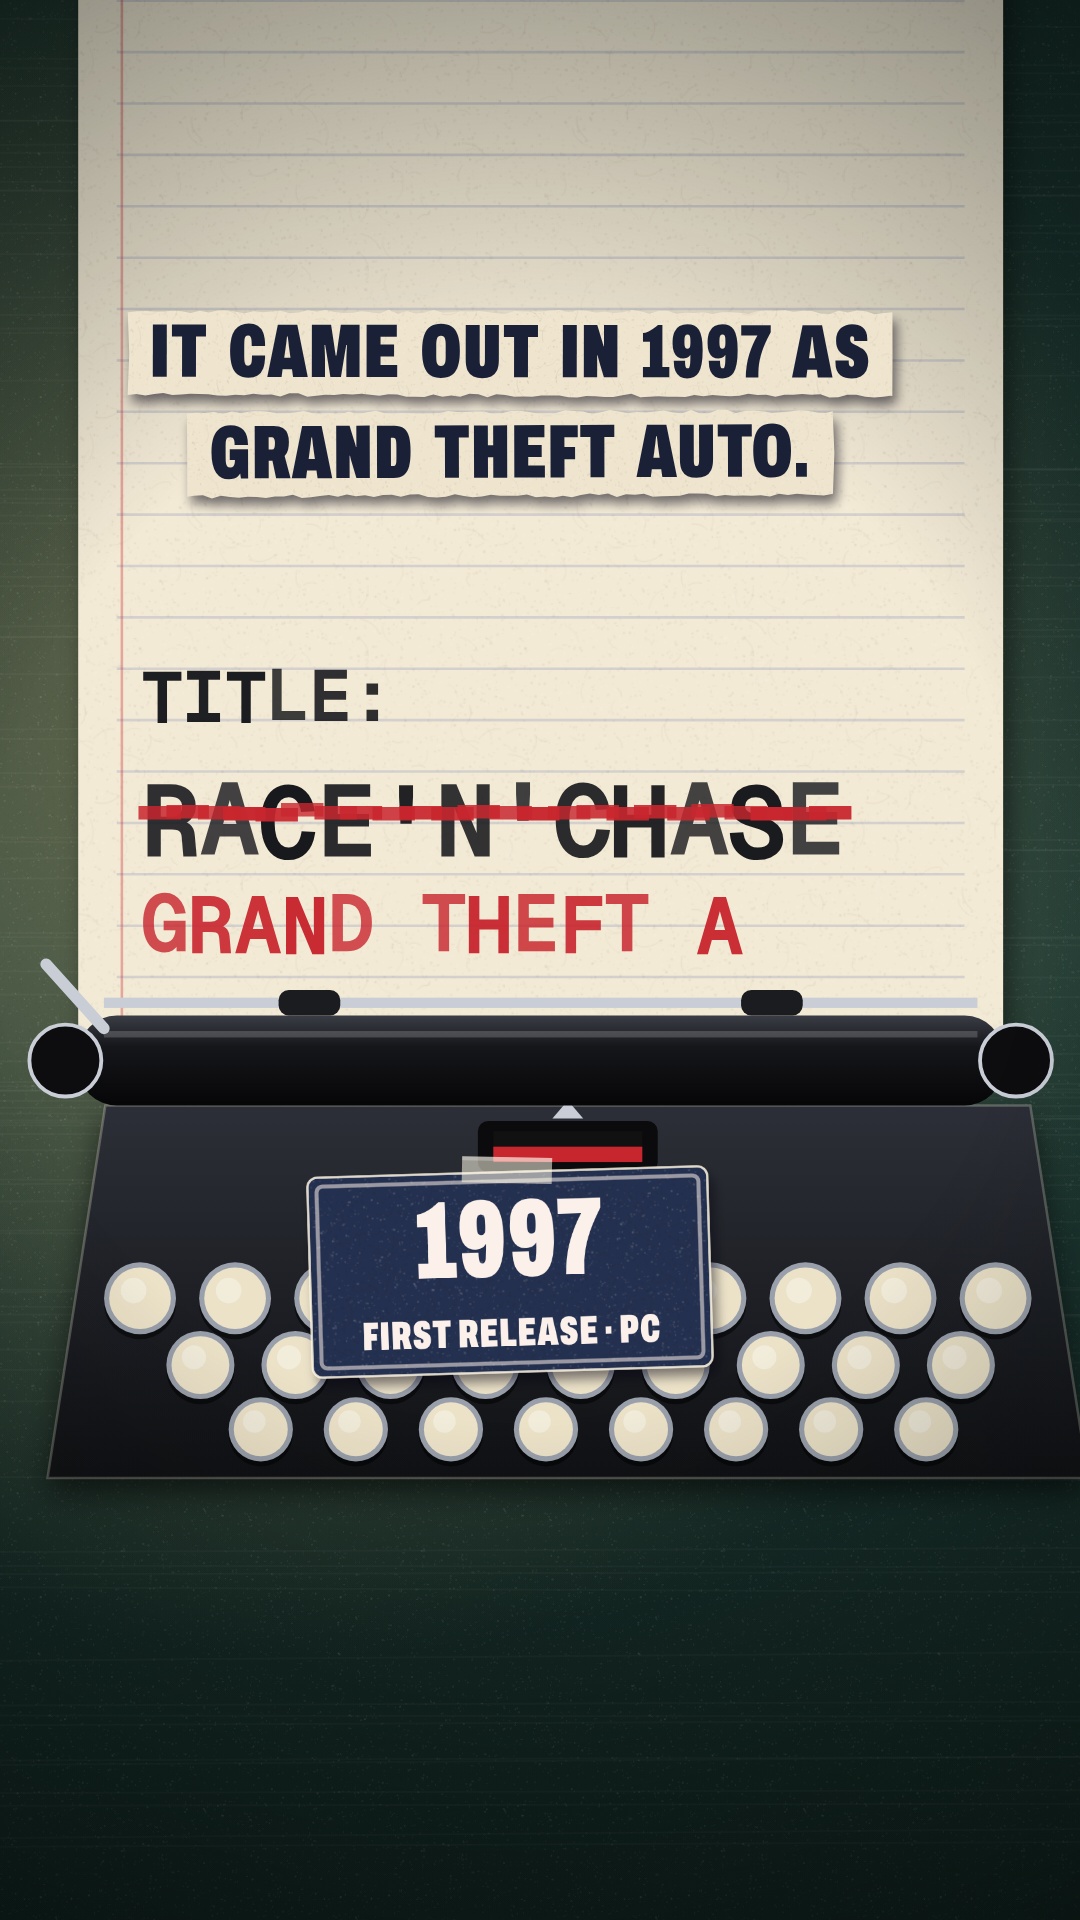 IT CAME OUT IN 1997 AS
GRAND THEFT AUTO.
TITLE:
RACE'N'CHASE
GRAND THEFT A
1997
FIRST RELEASE · PC